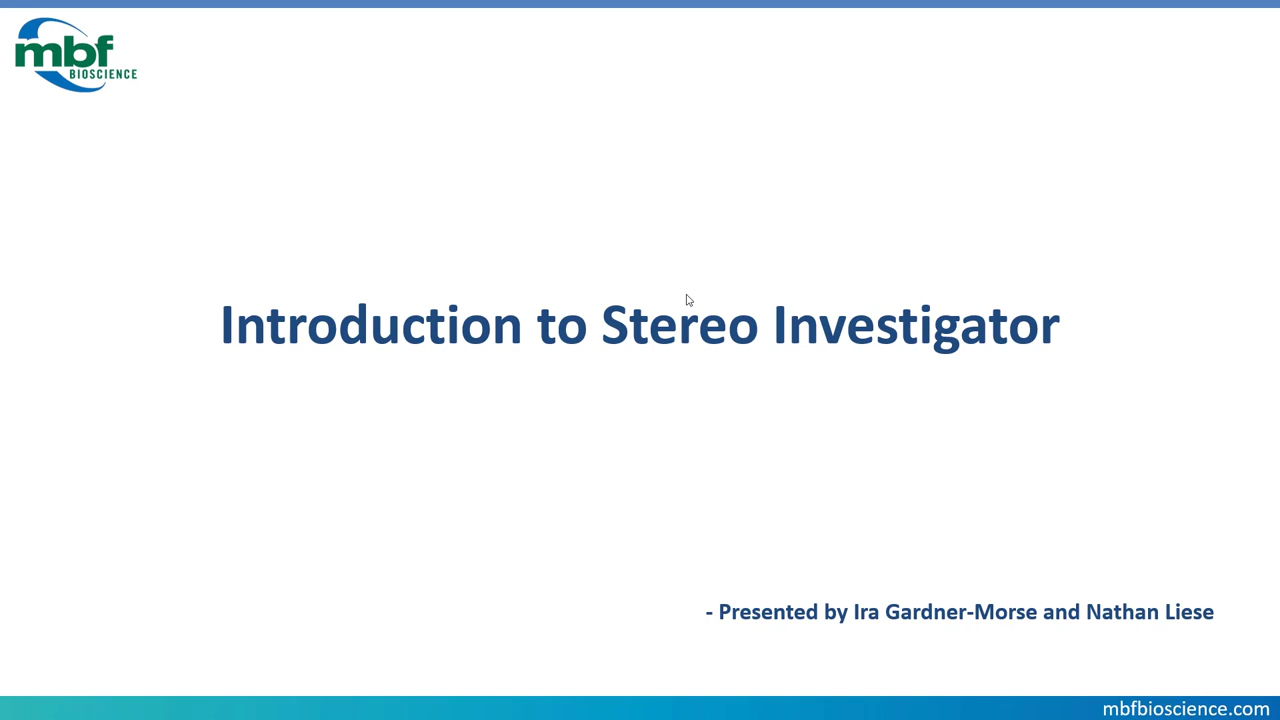 mbf
BIOSCIENCE
Introduction to Stereo Investigator
- Presented by Ira Gardner-Morse and Nathan Liese
mbfbioscience.com